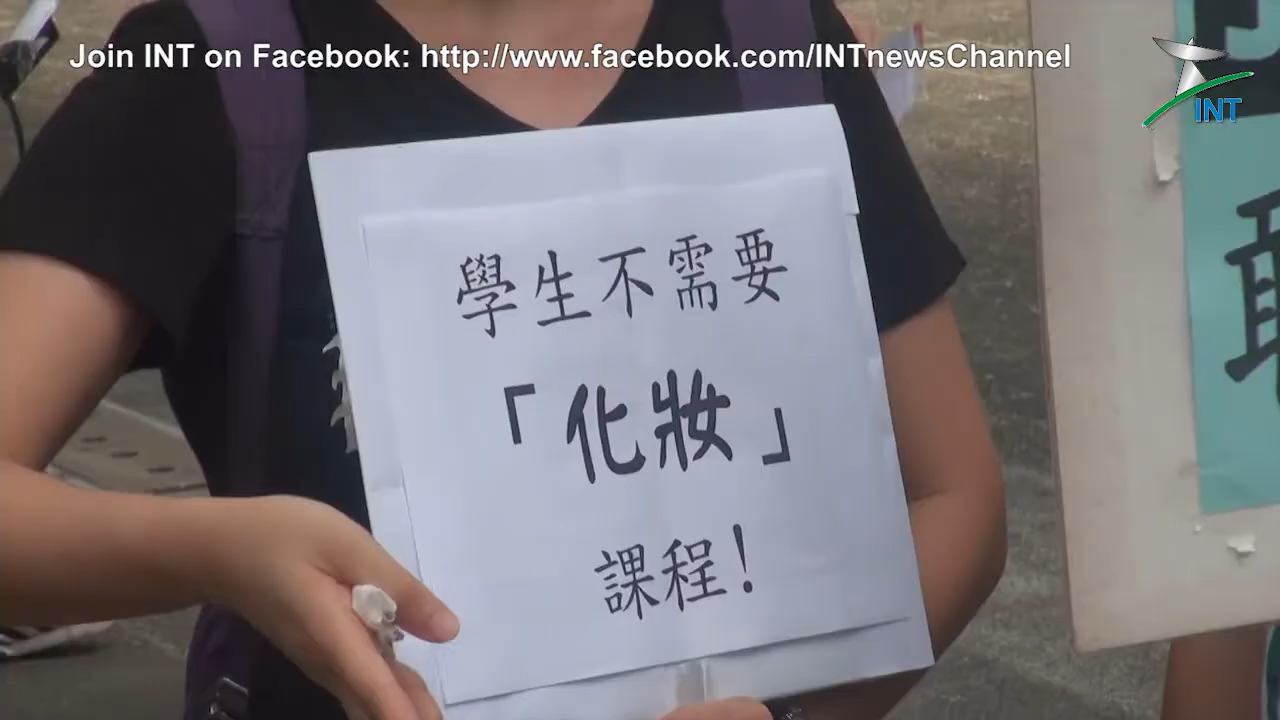 Join INT on Facebook: http://www.facebook.com/INTnewsChannel
INT
學生不需要
「化妝」
課程！